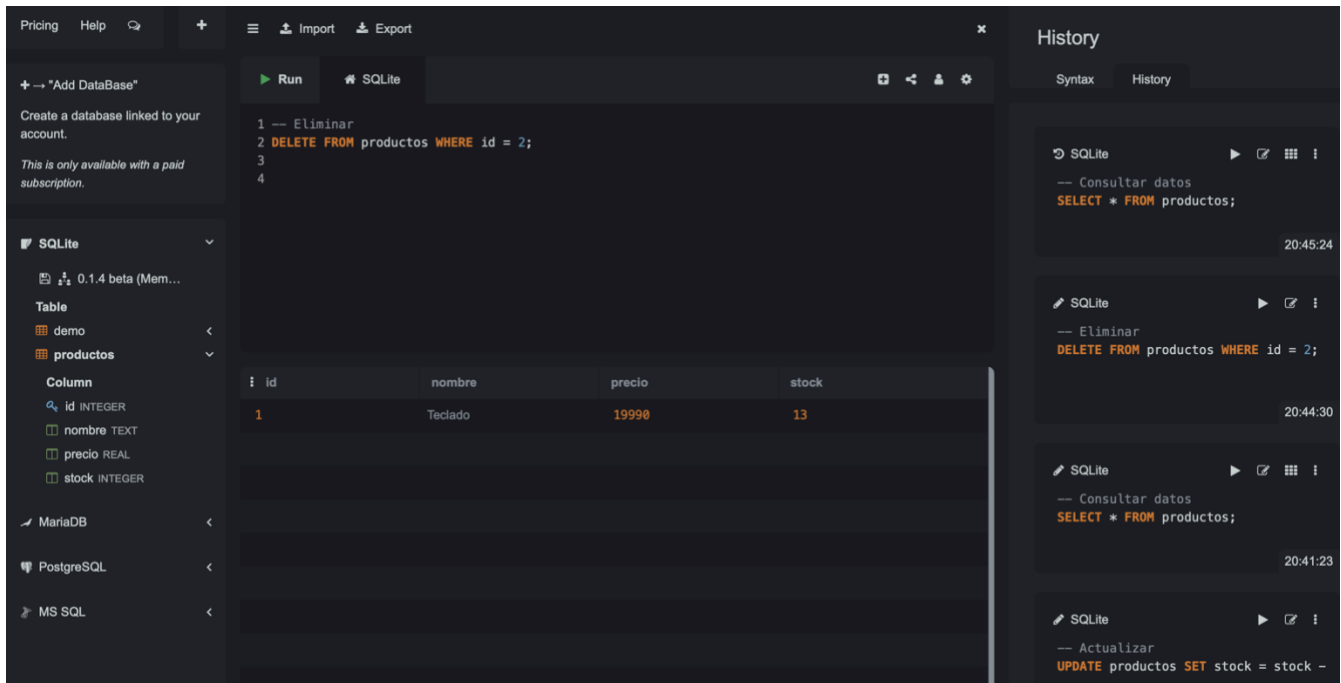 Pricing Help
+
Import Export
×
+ → "Add DataBase"
Create a database linked to your
account.
This is only available with a paid
subscription.
SQLite
0.1.4 beta (Mem...
Table
demo
productos
Column
id INTEGER
nombre TEXT
precio REAL
stock INTEGER
MariaDB
PostgreSQL
MS SQL
Run SQLite
1 -- Eliminar
2 DELETE FROM productos WHERE id = 2;
3
4
id nombre precio stock
1 Teclado 19990 13
History
Syntax History
SQLite
-- Consultar datos
SELECT * FROM productos;
20:45:24
SQLite
-- Eliminar
DELETE FROM productos WHERE id = 2;
20:44:30
SQLite
-- Consultar datos
SELECT * FROM productos;
20:41:23
SQLite
-- Actualizar
UPDATE productos SET stock = stock -